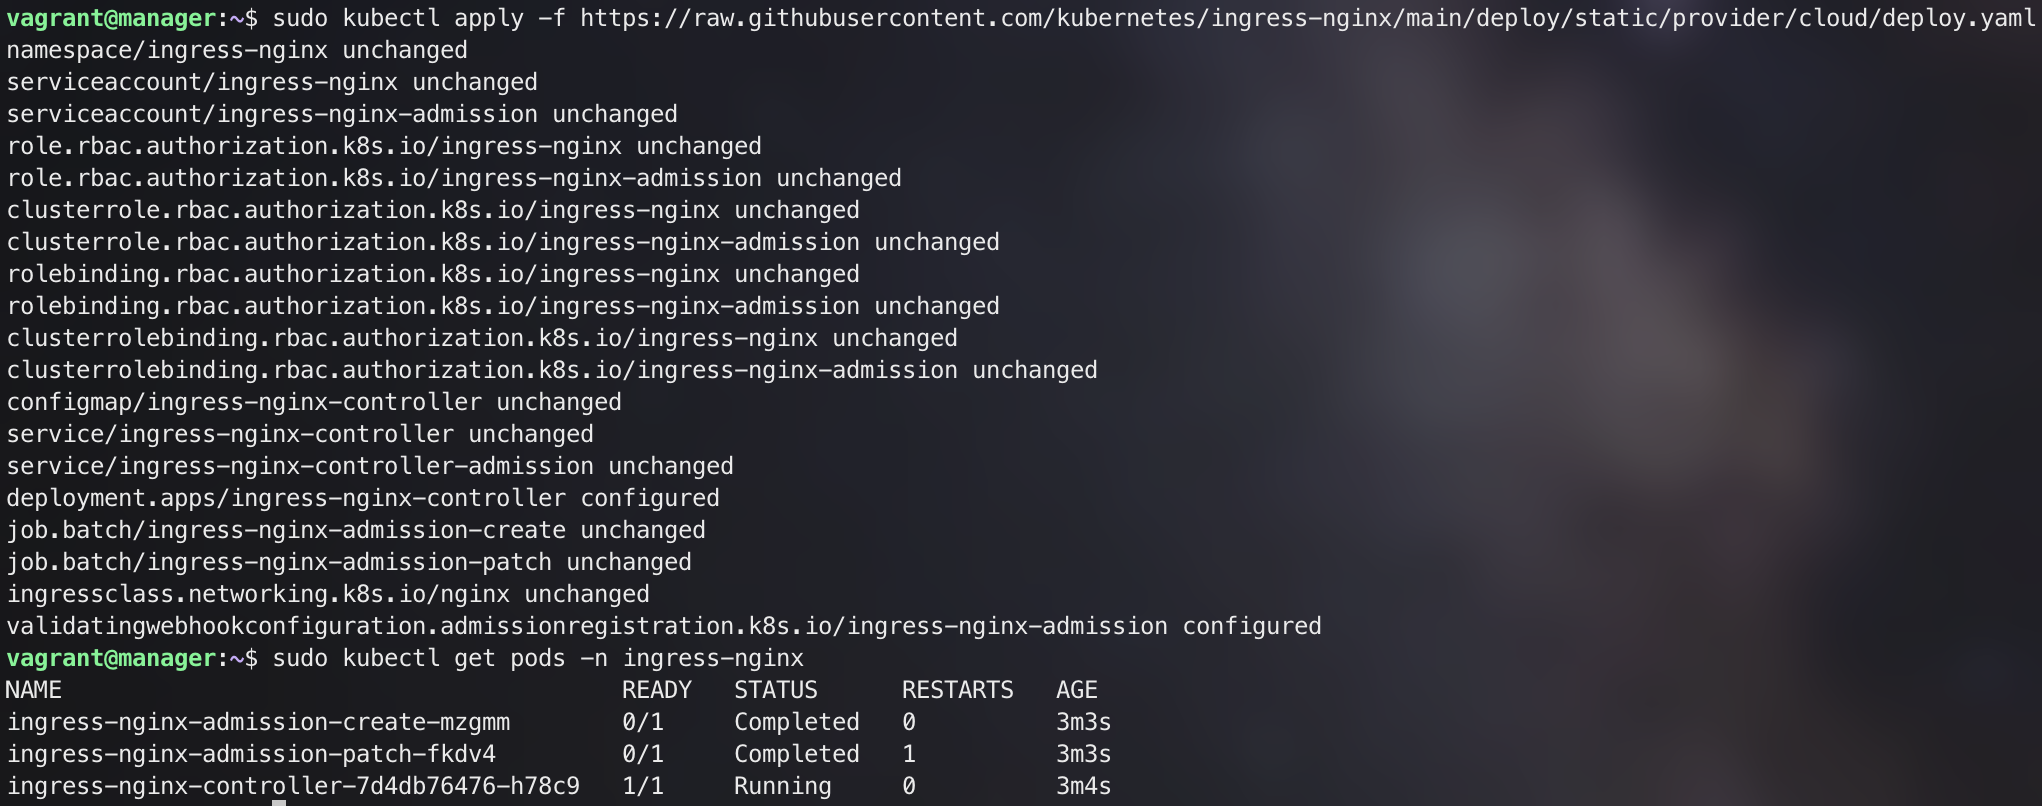 vagrant@manager:~$ sudo kubectl apply -f https://raw.githubusercontent.com/kubernetes/ingress-nginx/main/deploy/static/provider/cloud/deploy.yaml
namespace/ingress-nginx unchanged
serviceaccount/ingress-nginx unchanged
serviceaccount/ingress-nginx-admission unchanged
role.rbac.authorization.k8s.io/ingress-nginx unchanged
role.rbac.authorization.k8s.io/ingress-nginx-admission unchanged
clusterrole.rbac.authorization.k8s.io/ingress-nginx unchanged
clusterrole.rbac.authorization.k8s.io/ingress-nginx-admission unchanged
rolebinding.rbac.authorization.k8s.io/ingress-nginx unchanged
rolebinding.rbac.authorization.k8s.io/ingress-nginx-admission unchanged
clusterrolebinding.rbac.authorization.k8s.io/ingress-nginx unchanged
clusterrolebinding.rbac.authorization.k8s.io/ingress-nginx-admission unchanged
configmap/ingress-nginx-controller unchanged
service/ingress-nginx-controller unchanged
service/ingress-nginx-controller-admission unchanged
deployment.apps/ingress-nginx-controller configured
job.batch/ingress-nginx-admission-create unchanged
job.batch/ingress-nginx-admission-patch unchanged
ingressclass.networking.k8s.io/nginx unchanged
validatingwebhookconfiguration.admissionregistration.k8s.io/ingress-nginx-admission configured
vagrant@manager:~$ sudo kubectl get pods -n ingress-nginx
NAME                                        READY   STATUS      RESTARTS   AGE
ingress-nginx-admission-create-mzgmm        0/1     Completed   0          3m3s
ingress-nginx-admission-patch-fkdv4         0/1     Completed   1          3m3s
ingress-nginx-controller-7d4db76476-h78c9   1/1     Running     0          3m4s